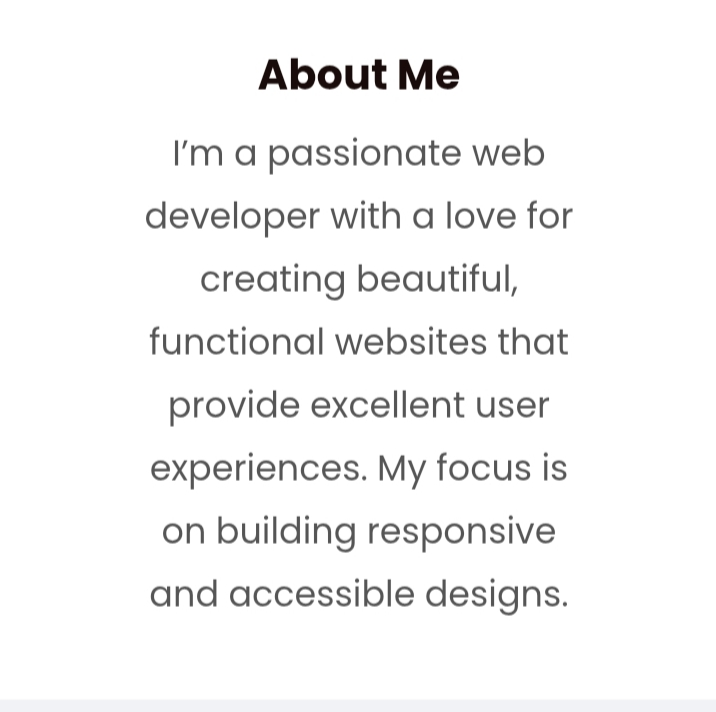 About Me
I’m a passionate web
developer with a love for
creating beautiful,
functional websites that
provide excellent user
experiences. My focus is
on building responsive
and accessible designs.